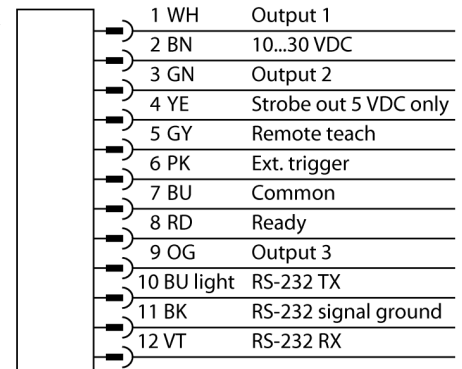 1 WH Output 1
2 BN 10...30 VDC
3 GN Output 2
4 YE Strobe out 5 VDC only
5 GY Remote teach
6 PK Ext. trigger
7 BU Common
8 RD Ready
9 OG Output 3
10 BU light RS-232 TX
11 BK RS-232 signal ground
12 VT RS-232 RX